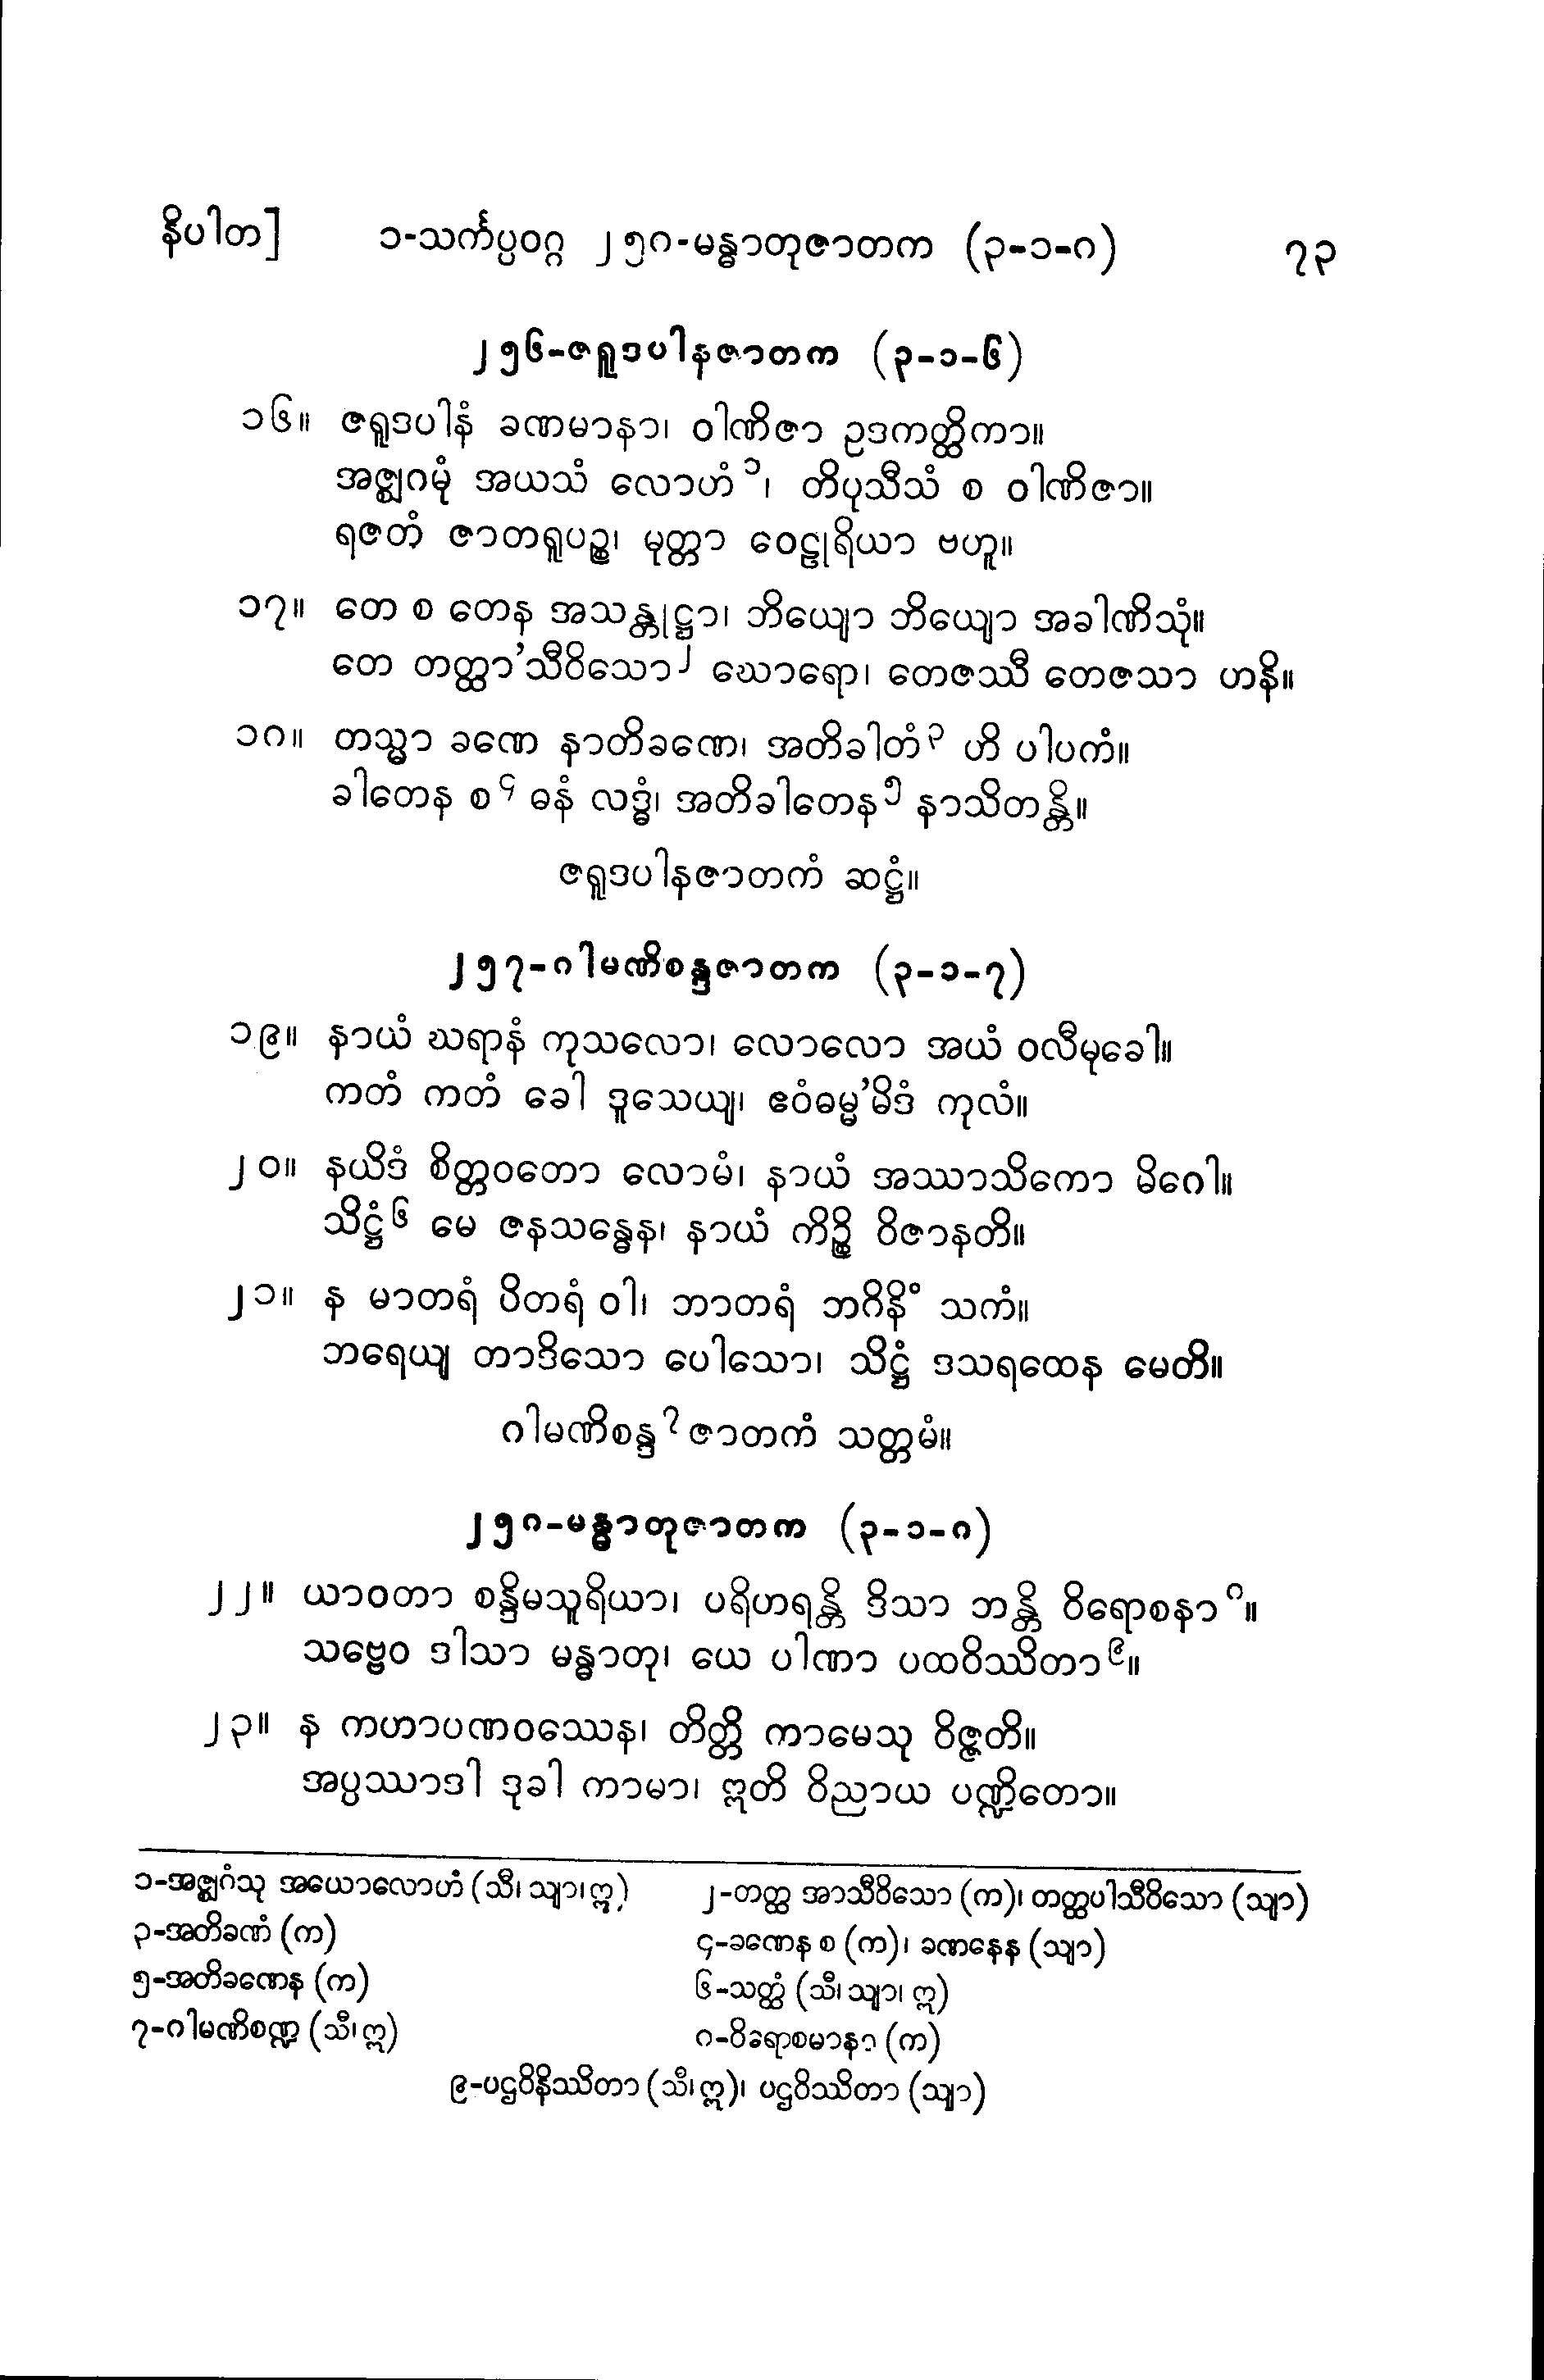 နိပါတ] ၁-သင်္ကပ္ပဝဂ္ဂ ၂၅၈-မန္ဓာတုဇာတက (၃-၁-၈) ၇၃
၂၅၆-ဇရူဒပါနဇာတက (၃-၁-၆)
၁၆။ ဇရူဒပါနံ ခဏမာနာ၊ ဝါဏိဇာ ဥဒကတ္ထိကာ။
အဇ္ဈဂမုံ အယသံ လောဟံ၁၊ တိပုသီသံ စ ဝါဏိဇာ။
ရဇတံ ဇာတရူပဉ္စ၊ မုတ္တာ ဝေဠုရိယာ ဗဟူ။
၁၇။ တေ စ တေန အသန္တုဋ္ဌာ၊ ဘိယျော ဘိယျော အခါဏိသုံ။
တေ တတ္ထာ'သီဝိသော၂ ဃောရော၊ တေဇဿီ တေဇသာ ဟနိ။
၁၈။ တသ္မာ ခဏေ နာတိခဏေ၊ အတိခါတံ၃ ဟိ ပါပကံ။
ခါတေန စ၄ ဓနံ လဒ္ဓံ၊ အတိခါတေန၅ နာသိတန္တိ။
ဇရူဒပါနဇာတကံ ဆဋ္ဌံ။
၂၅၇-ဂါမဏိစန္ဒဇာတက (၃-၁-၇)
၁၉။ နာယံ ဃရာနံ ကုသလော၊ လောလော အယံ ဝလီမုခေါ။
ကတံ ကတံ ခေါ ဒူသေယျ၊ ဧဝံဓမ္မ'မိဒံ ကုလံ။
၂၀။ နယိဒံ စိတ္တဝတော လောမံ၊ နာယံ အဿာသိကော မိဂေါ။
သိဋ္ဌံ၆ မေ ဇနသန္ဓေန၊ နာယံ ကိဉ္စိ ဝိဇာနတိ။
၂၁။ န မာတရံ ပိတရံ ဝါ၊ ဘာတရံ ဘဂိနိံ သကံ။
ဘရေယျ တာဒိသော ပေါသော၊ သိဋ္ဌံ ဒသရထေန မေတိ။
ဂါမဏိစန္ဒ၇ဇာတကံ သတ္တမံ။
၂၅၈-မန္ဓာတုဇာတက (၃-၁-၈)
၂၂။ ယာဝတာ စန္ဒိမသူရိယာ၊ ပရိဟရန္တိ ဒိသာ ဘန္တိ ဝိရောစနာ၈။
သဗ္ဗေဝ ဒါသာ မန္ဓာတု၊ ယေ ပါဏာ ပထဝိဿိတာ၉။
၂၃။ န ကဟာပဏဝဿေန၊ တိတ္တိ ကာမေသု ဝိဇ္ဇတိ။
အပ္ပဿာဒါ ဒုခါ ကာမာ၊ ဣတိ ဝိညာယ ပဏ္ဍိတော။
၁-အဇ္ဈဂံသု အယောလောဟံ (သီ၊ သျာ၊ ဣ) ၂-တတ္ထ အာသီဝိသော (က)၊ တတ္ထပါသီဝိသော (သျာ)
၃-အတိခဏံ (က) ၄-ခဏေန စ (က)၊ ခဏနေန (သျာ)
၅-အတိခဏေန (က) ၆-သတ္ထံ (သီ၊ သျာ၊ ဣ)
၇-ဂါမဏိစဏ္ဍ (သီ၊ ဣ) ၈-ဝိရောစမာနာ (က)
၉-ပဌဝိနိဿိတာ (သီ၊ ဣ)၊ ပဌဝိဿိတာ (သျာ)